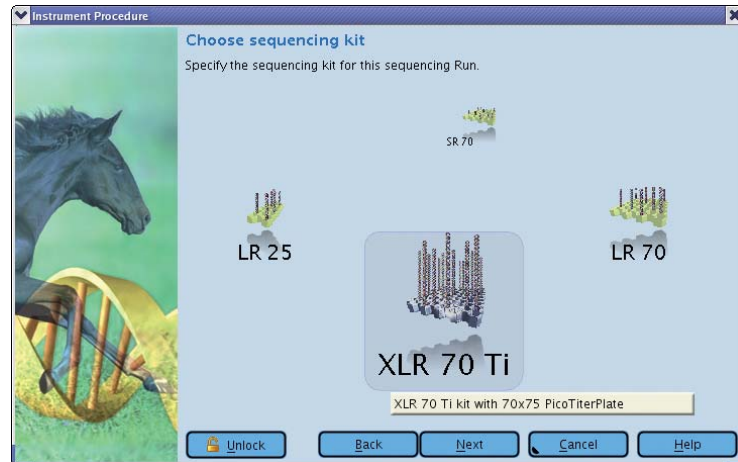 Instrument Procedure
Choose sequencing kit
Specify the sequencing kit for this sequencing Run.
SR 70
LR 25
LR 70
XLR 70 Ti
XLR 70 Ti kit with 70x75 PicoTiterPlate
Unlock Back Next Cancel Help